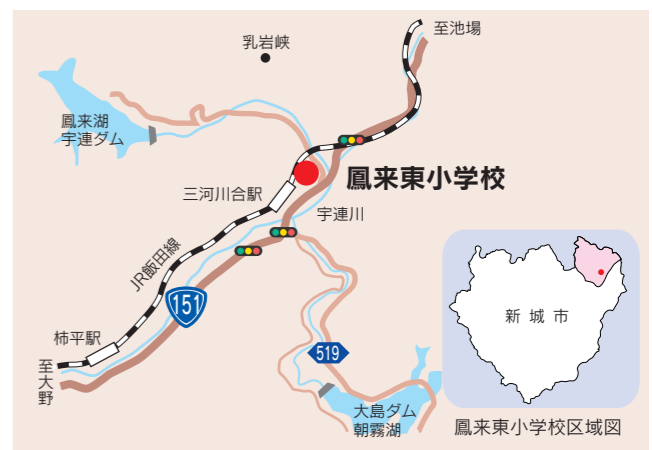 至池場
乳岩峡
鳳来湖
宇連ダム
鳳来東小学校
三河川合駅
宇連川
JR飯田線
151
新城市
柿平駅
519
至大野
大島ダム
朝霧湖
鳳来東小学校区域図